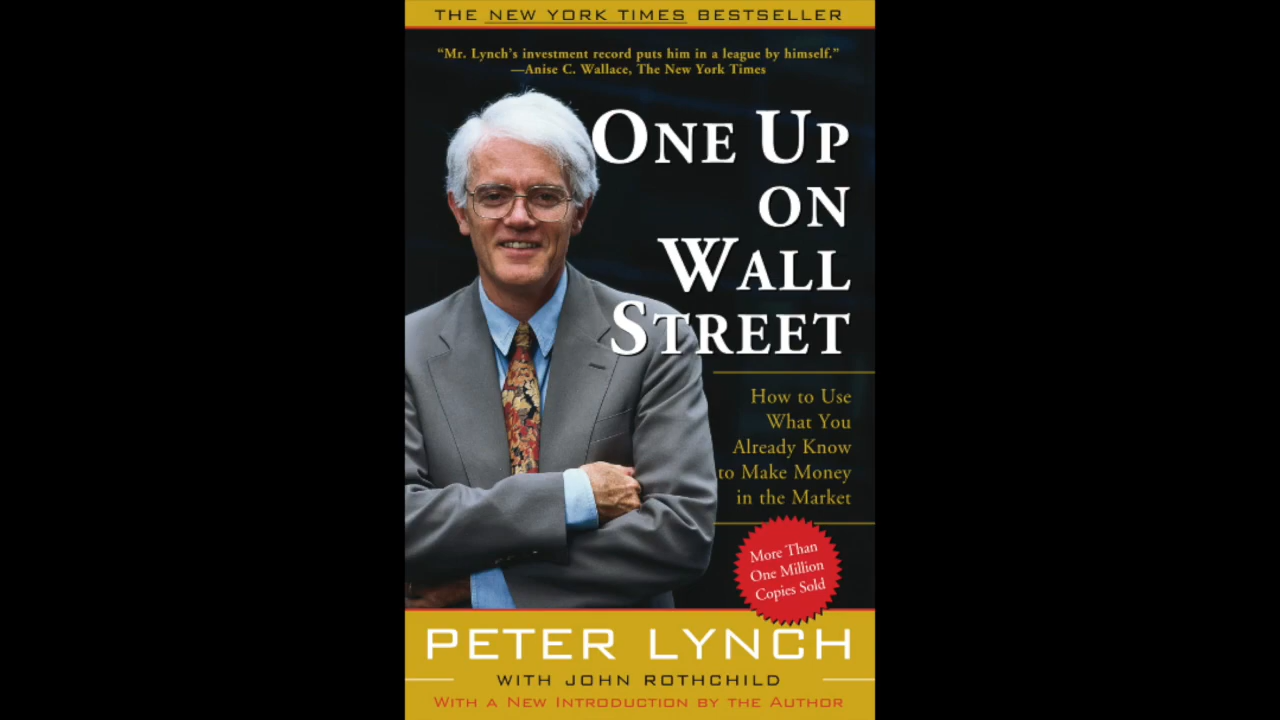 THE NEW YORK TIMES BESTSELLER
“Mr. Lynch’s investment record puts him in a league by himself.”
—Anise C. Wallace, The New York Times
ONE UP
ON
WALL
STREET
How to Use
What You
Already Know
to Make Money
in the Market
More Than
One Million
Copies Sold
PETER LYNCH
WITH JOHN ROTHCHILD
WITH A NEW INTRODUCTION BY THE AUTHOR